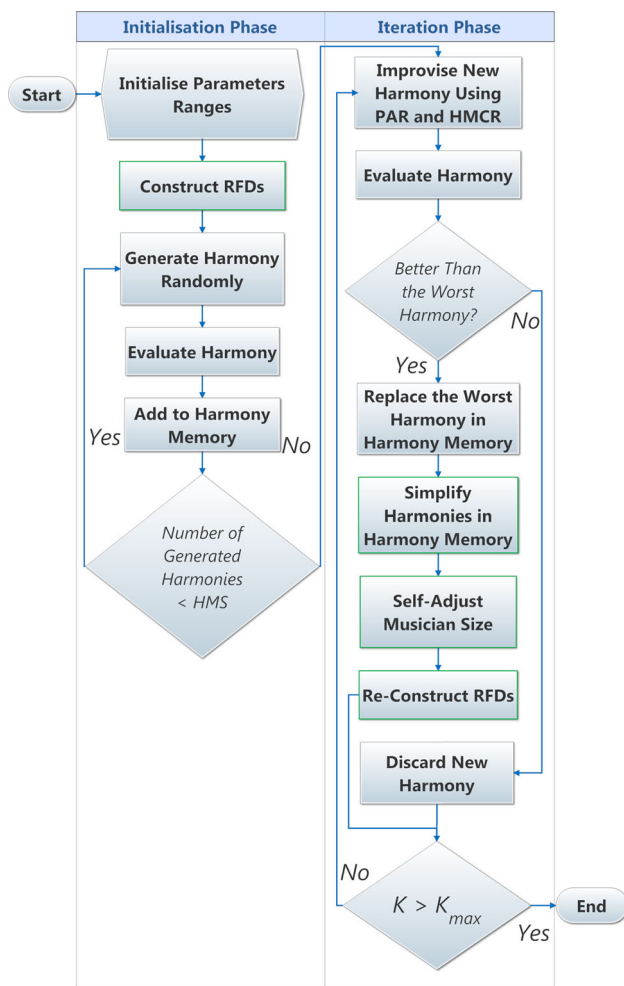 Initialisation Phase
Iteration Phase
Start
Initialise Parameters
Ranges
Construct RFDs
Generate Harmony
Randomly
Evaluate Harmony
Add to Harmony
Memory
Yes
No
Number of
Generated
Harmonies
< HMS
Improvise New
Harmony Using
PAR and HMCR
Evaluate Harmony
Better Than
the Worst
Harmony?
No
Yes
Replace the Worst
Harmony in
Harmony Memory
Simplify
Harmonies in
Harmony Memory
Self-Adjust
Musician Size
Re-Construct RFDs
Discard New
Harmony
No
K > Kmax
Yes
End